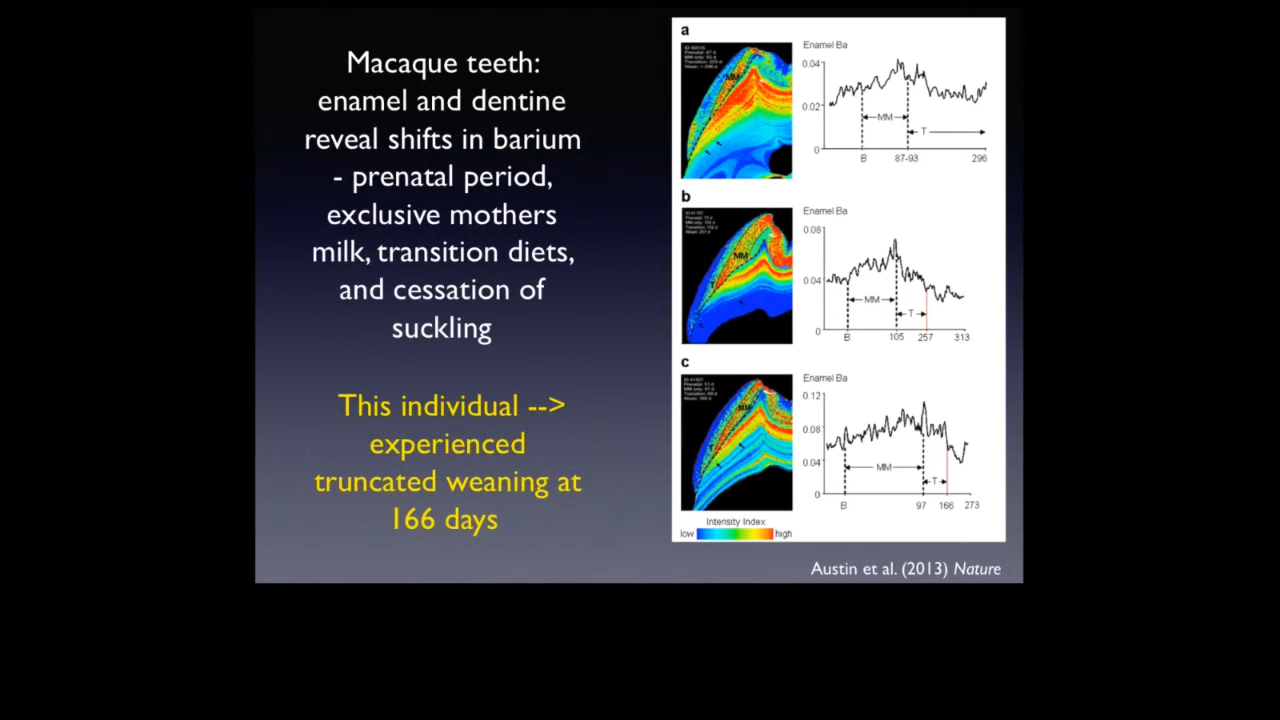 Macaque teeth:
enamel and dentine
reveal shifts in barium
- prenatal period,
exclusive mothers
milk, transition diets,
and cessation of
suckling
This individual -->
experienced
truncated weaning at
166 days
a
MM
Enamel Ba
0.04
0.02
0
MM
T
B
87-93
296
b
MM
T
Enamel Ba
0.08
0.04
0
MM
T
B
105
257
313
c
MM
T
Enamel Ba
0.12
0.08
0.04
0
MM
T
B
97
166
273
Intensity Index
low
high
Austin et al. (2013) Nature